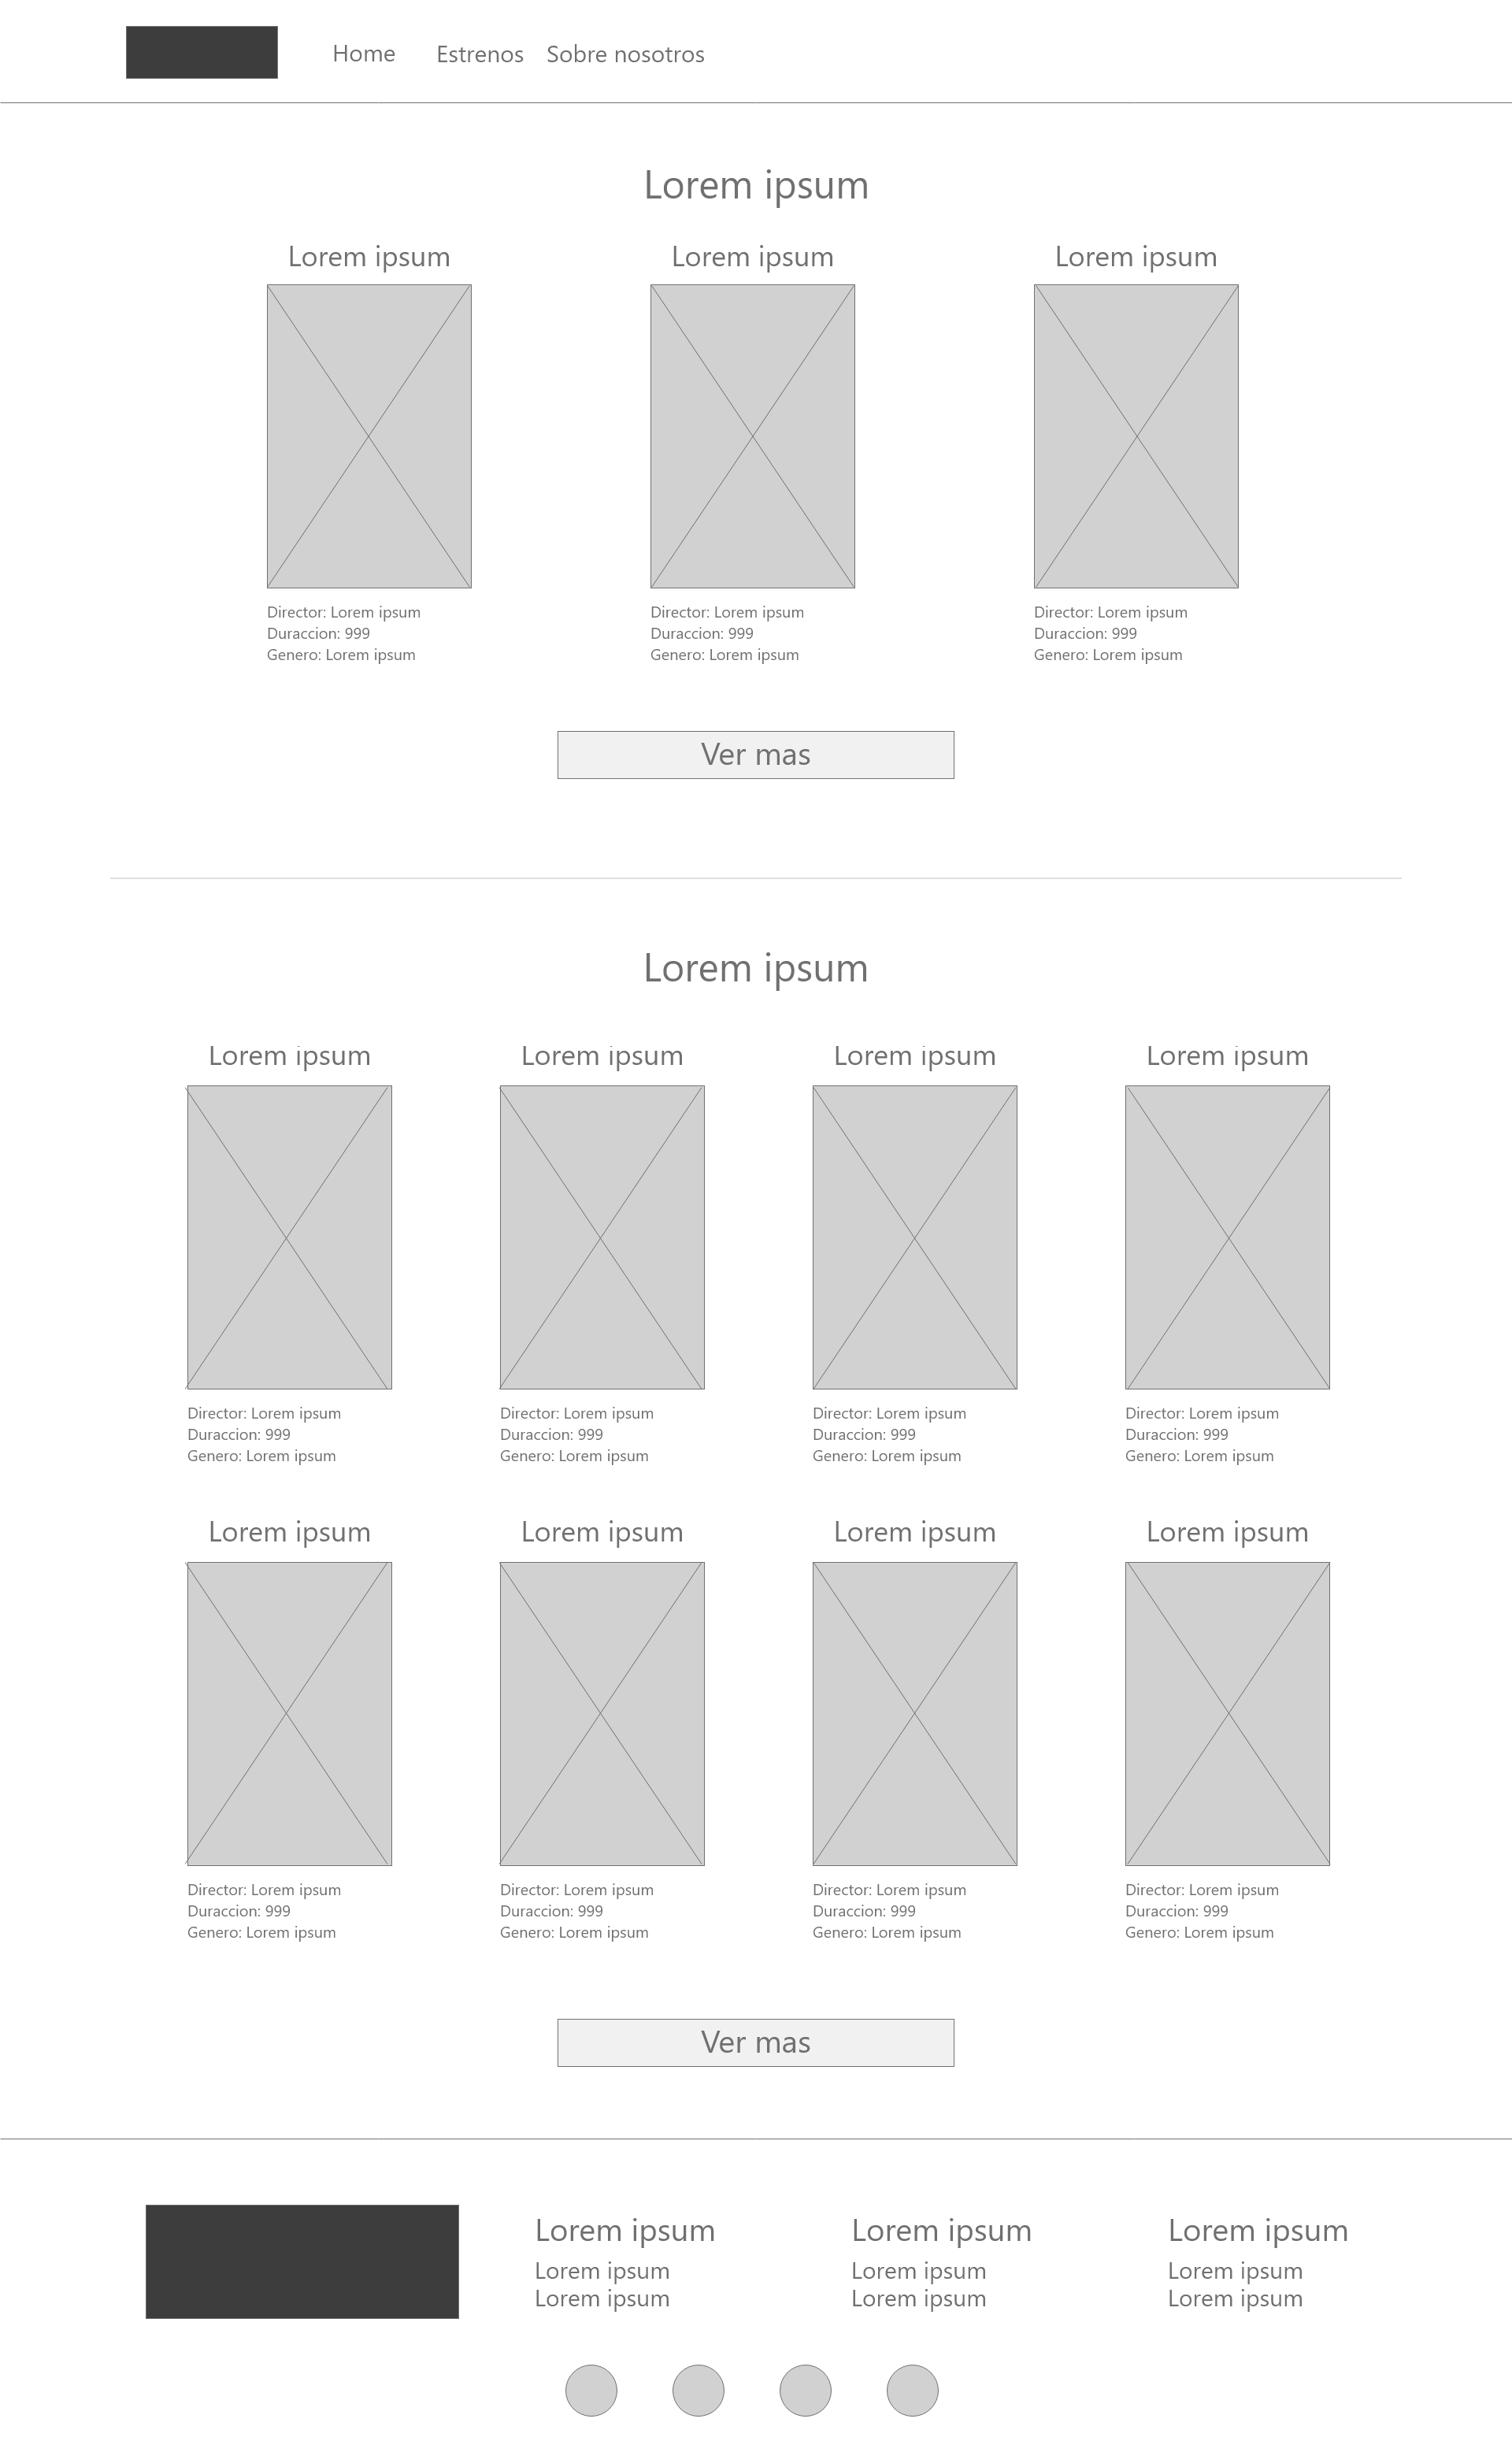 Home Estrenos Sobre nosotros
Lorem ipsum
Lorem ipsum Lorem ipsum Lorem ipsum
Director: Lorem ipsum Director: Lorem ipsum Director: Lorem ipsum
Duraccion: 999 Duraccion: 999 Duraccion: 999
Genero: Lorem ipsum Genero: Lorem ipsum Genero: Lorem ipsum
Ver mas
Lorem ipsum
Lorem ipsum Lorem ipsum Lorem ipsum Lorem ipsum
Director: Lorem ipsum Director: Lorem ipsum Director: Lorem ipsum Director: Lorem ipsum
Duraccion: 999 Duraccion: 999 Duraccion: 999 Duraccion: 999
Genero: Lorem ipsum Genero: Lorem ipsum Genero: Lorem ipsum Genero: Lorem ipsum
Lorem ipsum Lorem ipsum Lorem ipsum Lorem ipsum
Director: Lorem ipsum Director: Lorem ipsum Director: Lorem ipsum Director: Lorem ipsum
Duraccion: 999 Duraccion: 999 Duraccion: 999 Duraccion: 999
Genero: Lorem ipsum Genero: Lorem ipsum Genero: Lorem ipsum Genero: Lorem ipsum
Ver mas
Lorem ipsum Lorem ipsum Lorem ipsum
Lorem ipsum Lorem ipsum Lorem ipsum
Lorem ipsum Lorem ipsum Lorem ipsum